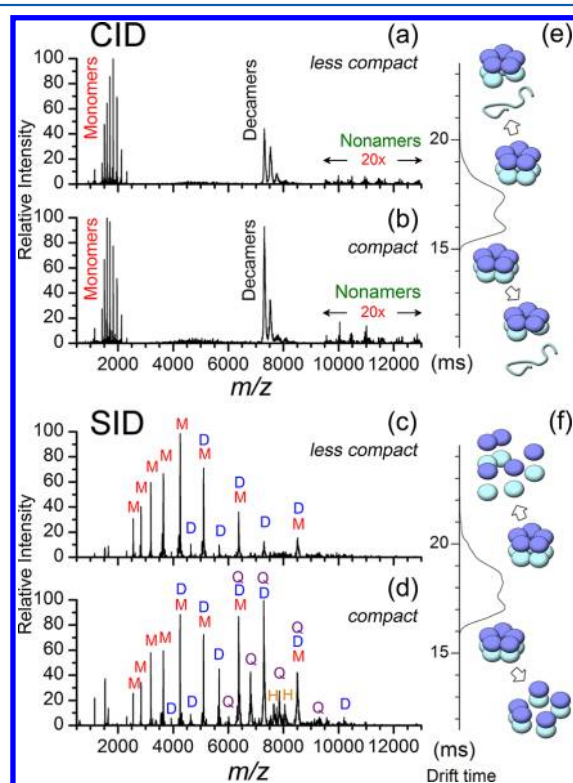 CID
(a)
less compact
Monomers
Decamers
Nonamers
20x
100
80
60
40
20
0
(b)
compact
Monomers
Decamers
Nonamers
20x
100
80
60
40
20
0
Relative Intensity
2000 4000 6000 8000 10000 12000
m/z
(e)
20
15
(ms)
SID
(c)
less compact
M M M M M D M D D D M D D M
100
80
60
40
20
0
(d)
compact
M M M M D D M D D M D Q Q D M Q Q D H Q H Q D M Q D
100
80
60
40
20
0
Relative Intensity
2000 4000 6000 8000 10000 12000
m/z
(f)
20
15
(ms)
Drift time